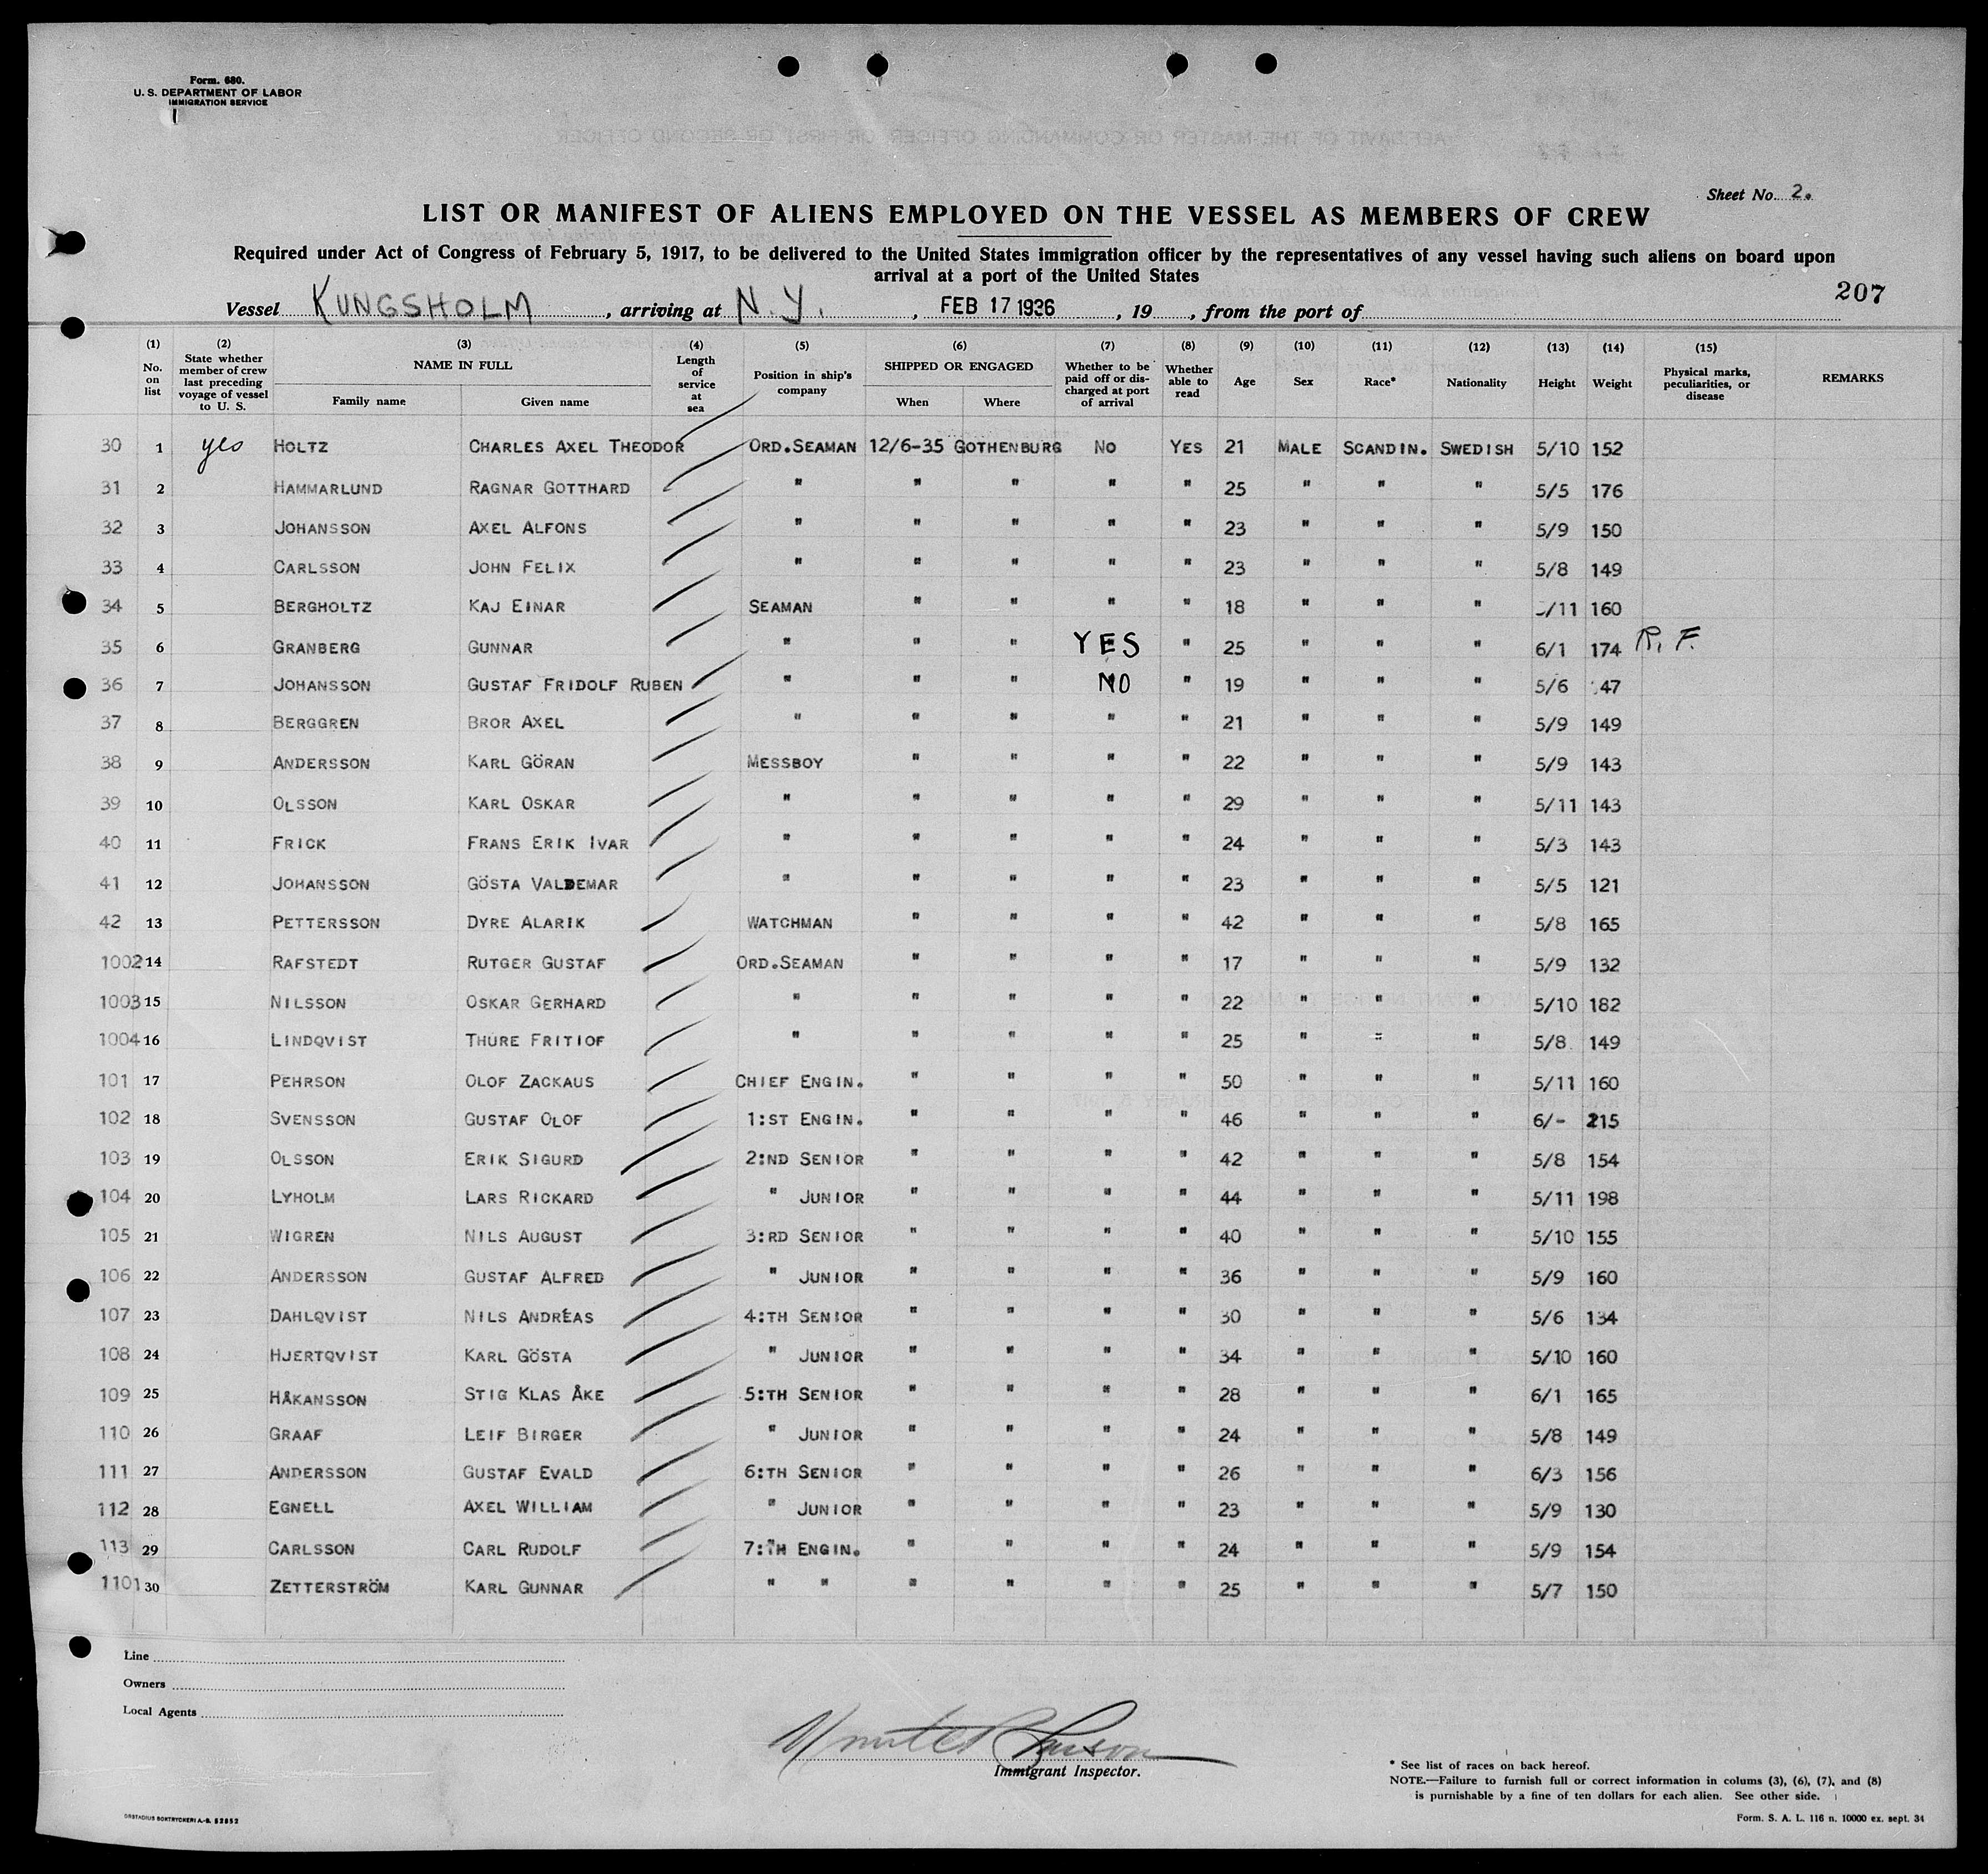 Form. 680.
U. S. DEPARTMENT OF LABOR
IMMIGRATION SERVICE
Sheet No. 2.
LIST OR MANIFEST OF ALIENS EMPLOYED ON THE VESSEL AS MEMBERS OF CREW
Required under Act of Congress of February 5, 1917, to be delivered to the United States immigration officer by the representatives of any vessel having such aliens on board upon
arrival at a port of the United States
207
Vessel KUNGSHOLM, arriving at N.Y., FEB 17 1936, 19, from the port of
(1) (2) (3) (4) (5) (6) (7) (8) (9) (10) (11) (12) (13) (14) (15)
No. on list State whether member of crew last preceding voyage of vessel to U. S. NAME IN FULL Family name Given name Length of service at sea Position in ship's company SHIPPED OR ENGAGED When Where Whether to be paid off or discharged at port of arrival Whether able to read Age Sex Race* Nationality Height Weight Physical marks, peculiarities, or disease REMARKS
30 1 yes HOLTZ CHARLES AXEL THEODOR ORD.SEAMAN 12/6-35 GOTHENBURG NO YES 21 MALE SCANDIN. SWEDISH 5/10 152
31 2 HAMMARLUND RAGNAR GOTTHARD " " " " " 25 " " " 5/5 176
32 3 JOHANSSON AXEL ALFONS " " " " " 23 " " " 5/9 150
33 4 CARLSSON JOHN FELIX " " " " " 23 " " " 5/8 149
34 5 BERGHOLTZ KAJ EINAR SEAMAN " " " " 18 " " " /11 160
35 6 GRANBERG GUNNAR " " " YES " 25 " " " 6/1 174 R. F.
36 7 JOHANSSON GUSTAF FRIDOLF RUBEN " " " NO " 19 " " " 5/6 47
37 8 BERGGREN BROR AXEL " " " " " 21 " " " 5/9 149
38 9 ANDERSSON KARL GÖRAN MESSBOY " " " " 22 " " " 5/9 143
39 10 OLSSON KARL OSKAR " " " " " 29 " " " 5/11 143
40 11 FRICK FRANS ERIK IVAR " " " " " 24 " " " 5/3 143
41 12 JOHANSSON GÖSTA VALDEMAR " " " " " 23 " " " 5/5 121
42 13 PETTERSSON DYRE ALARIK WATCHMAN " " " " 42 " " " 5/8 165
1002 14 RAFSTEDT RUTGER GUSTAF ORD.SEAMAN " " " " 17 " " " 5/9 132
1003 15 NILSSON OSKAR GERHARD " " " " " 22 " " " 5/10 182
1004 16 LINDQVIST THURE FRITIOF " " " " " 25 " " " 5/8 149
101 17 PEHRSON OLOF ZACKAUS CHIEF ENGIN. " " " " 50 " " " 5/11 160
102 18 SVENSSON GUSTAF OLOF 1:ST ENGIN. " " " " 46 " " " 6/- 215
103 19 OLSSON ERIK SIGURD 2:ND SENIOR " " " " 42 " " " 5/8 154
104 20 LYHOLM LARS RICKARD " JUNIOR " " " " 44 " " " 5/11 198
105 21 WIGREN NILS AUGUST 3:RD SENIOR " " " " 40 " " " 5/10 155
106 22 ANDERSSON GUSTAF ALFRED " JUNIOR " " " " 36 " " " 5/9 160
107 23 DAHLQVIST NILS ANDRÉAS 4:TH SENIOR " " " " 30 " " " 5/6 134
108 24 HJERTQVIST KARL GÖSTA " JUNIOR " " " " 34 " " " 5/10 160
109 25 HÅKANSSON STIG KLAS ÅKE 5:TH SENIOR " " " " 28 " " " 6/1 165
110 26 GRAAF LEIF BIRGER " JUNIOR " " " " 24 " " " 5/8 149
111 27 ANDERSSON GUSTAF EVALD 6:TH SENIOR " " " " 26 " " " 6/3 156
112 28 EGNELL AXEL WILLIAM " JUNIOR " " " " 23 " " " 5/9 130
113 29 CARLSSON CARL RUDOLF 7:TH ENGIN. " " " " 24 " " " 5/9 154
1101 30 ZETTERSTRÖM KARL GUNNAR " " " " " " 25 " " " 5/7 150
Line
Owners
Local Agents
Immigrant Inspector.
* See list of races on back hereof.
NOTE.—Failure to furnish full or correct information in colums (3), (6), (7), and (8)
is punishable by a fine of ten dollars for each alien. See other side.
ORSTADIUS BOKTRYCKERI A.-B. 52952
Form. S. A. L. 116 n. 10000 ex. sept. 34